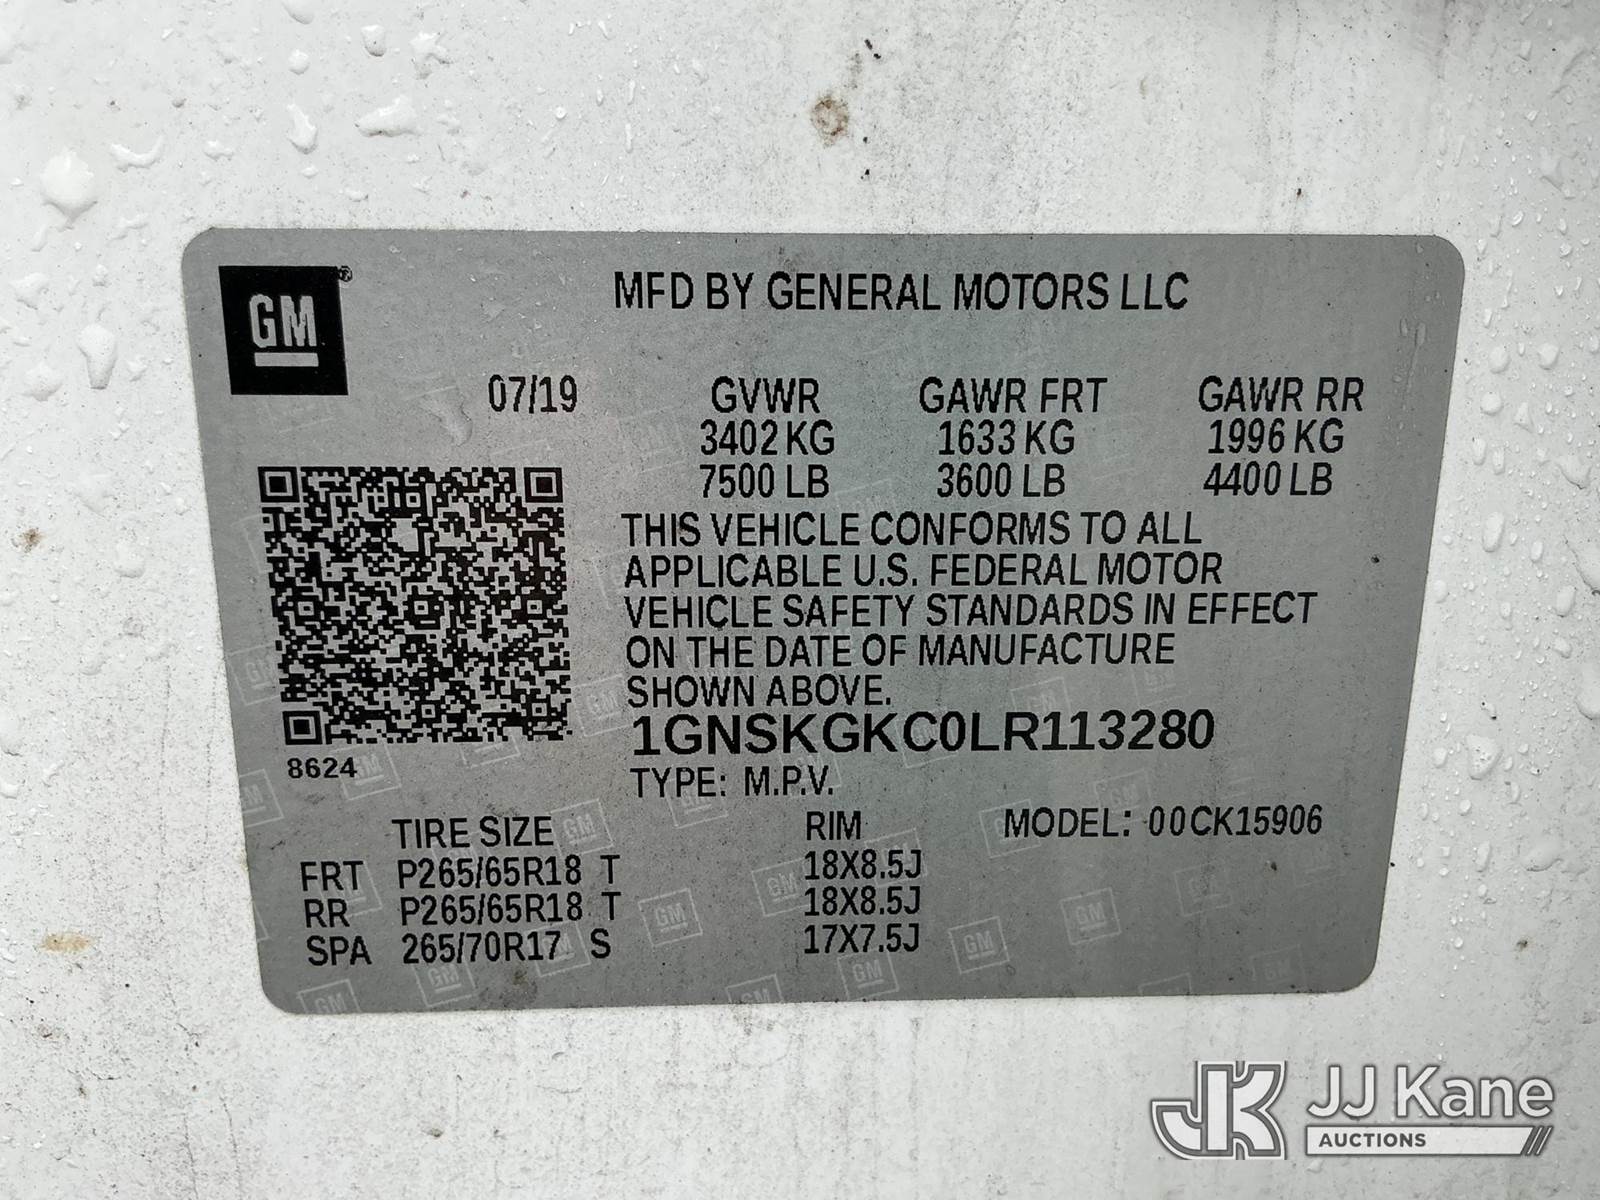 GM®
MFD BY GENERAL MOTORS LLC
07/19 GVWR GAWR FRT GAWR RR
3402 KG 1633 KG 1996 KG
7500 LB 3600 LB 4400 LB
THIS VEHICLE CONFORMS TO ALL
APPLICABLE U.S. FEDERAL MOTOR
VEHICLE SAFETY STANDARDS IN EFFECT
ON THE DATE OF MANUFACTURE
SHOWN ABOVE.
1GNSKGKC0LR113280
8624
TYPE: M.P.V.
TIRE SIZE RIM MODEL: 00CK15906
FRT P265/65R18 T 18X8.5J
RR P265/65R18 T 18X8.5J
SPA 265/70R17 S 17X7.5J
JK JJ Kane
AUCTIONS